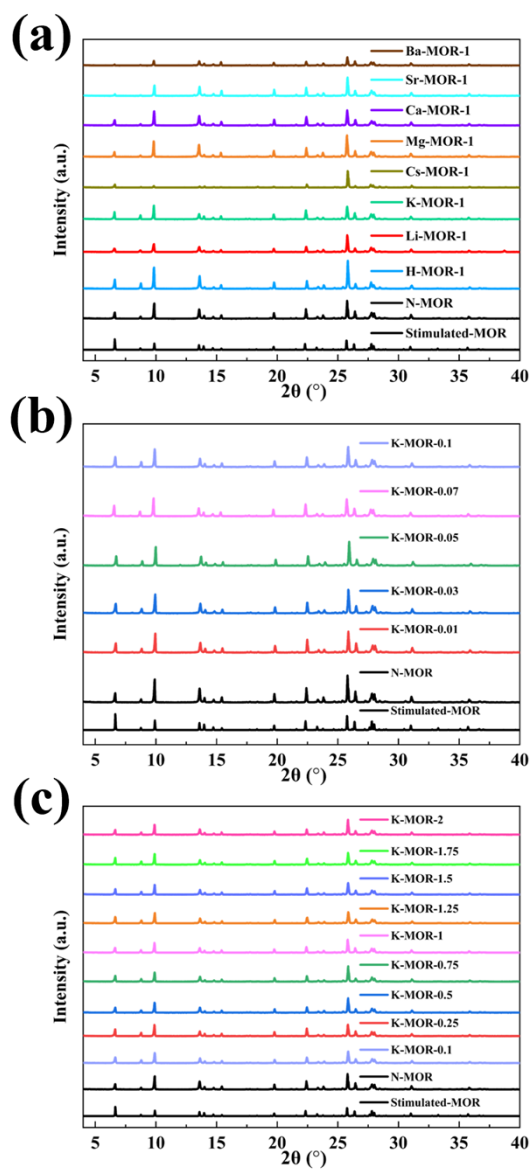 (a)
Ba-MOR-1
Sr-MOR-1
Ca-MOR-1
Mg-MOR-1
Cs-MOR-1
K-MOR-1
Li-MOR-1
H-MOR-1
N-MOR
Stimulated-MOR
Intensity (a.u.)
5 10 15 20 25 30 35 40
2θ (°)
(b)
K-MOR-0.1
K-MOR-0.07
K-MOR-0.05
K-MOR-0.03
K-MOR-0.01
N-MOR
Stimulated-MOR
Intensity (a.u.)
5 10 15 20 25 30 35 40
2θ (°)
(c)
K-MOR-2
K-MOR-1.75
K-MOR-1.5
K-MOR-1.25
K-MOR-1
K-MOR-0.75
K-MOR-0.5
K-MOR-0.25
K-MOR-0.1
N-MOR
Stimulated-MOR
Intensity (a.u.)
5 10 15 20 25 30 35 40
2θ (°)